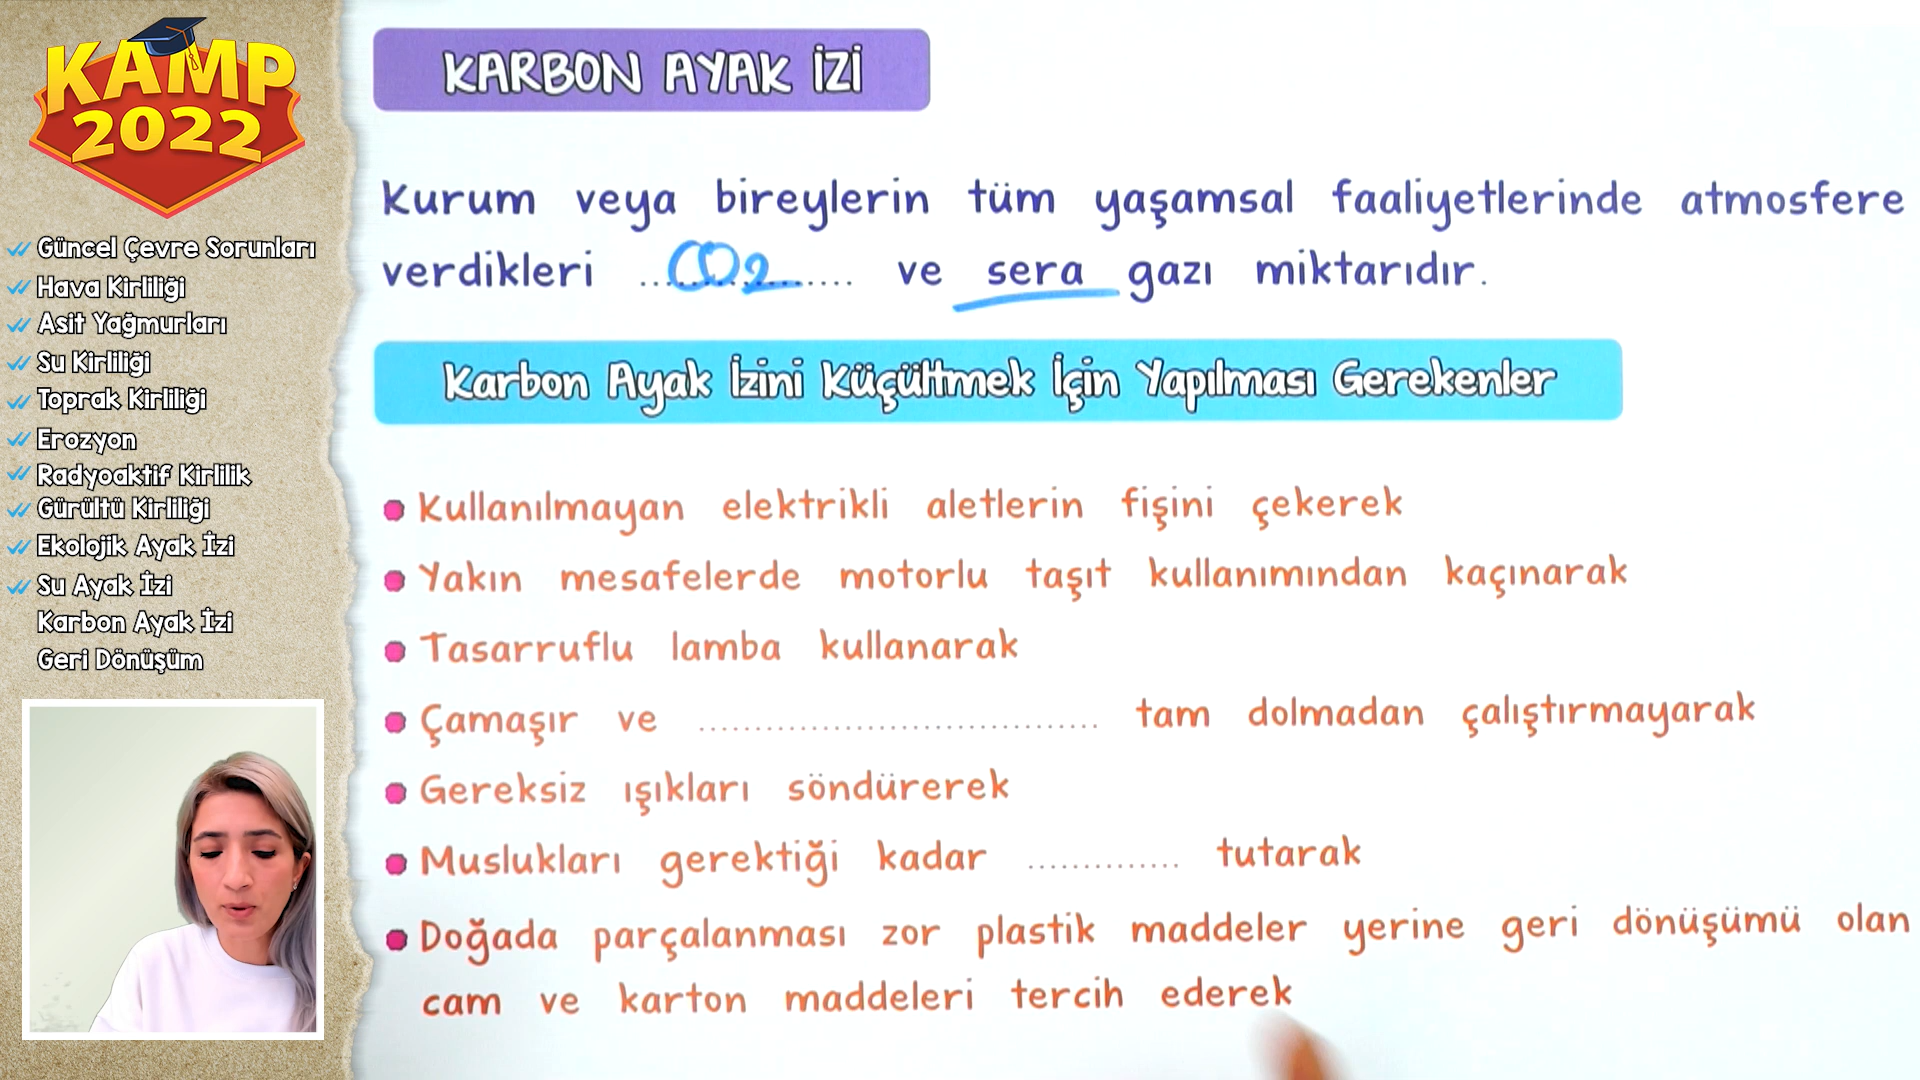 KAMP
2022
Güncel Çevre Sorunları
Hava Kirliliği
Asit Yağmurları
Su Kirliliği
Toprak Kirliliği
Erozyon
Radyoaktif Kirlilik
Gürültü Kirliliği
Ekolojik Ayak İzi
Su Ayak İzi
Karbon Ayak İzi
Geri Dönüşüm
KARBON AYAK İZİ
Kurum veya bireylerin tüm yaşamsal faaliyetlerinde atmosfere
verdikleri ...CO2... ve sera gazı miktarıdır.
Karbon Ayak İzini Küçültmek İçin Yapılması Gerekenler
Kullanılmayan elektrikli aletlerin fişini çekerek
Yakın mesafelerde motorlu taşıt kullanımından kaçınarak
Tasarruflu lamba kullanarak
Çamaşır ve .................................. tam dolmadan çalıştırmayarak
Gereksiz ışıkları söndürerek
Muslukları gerektiği kadar .............. tutarak
Doğada parçalanması zor plastik maddeler yerine geri dönüşümü olan
cam ve karton maddeleri tercih ederek